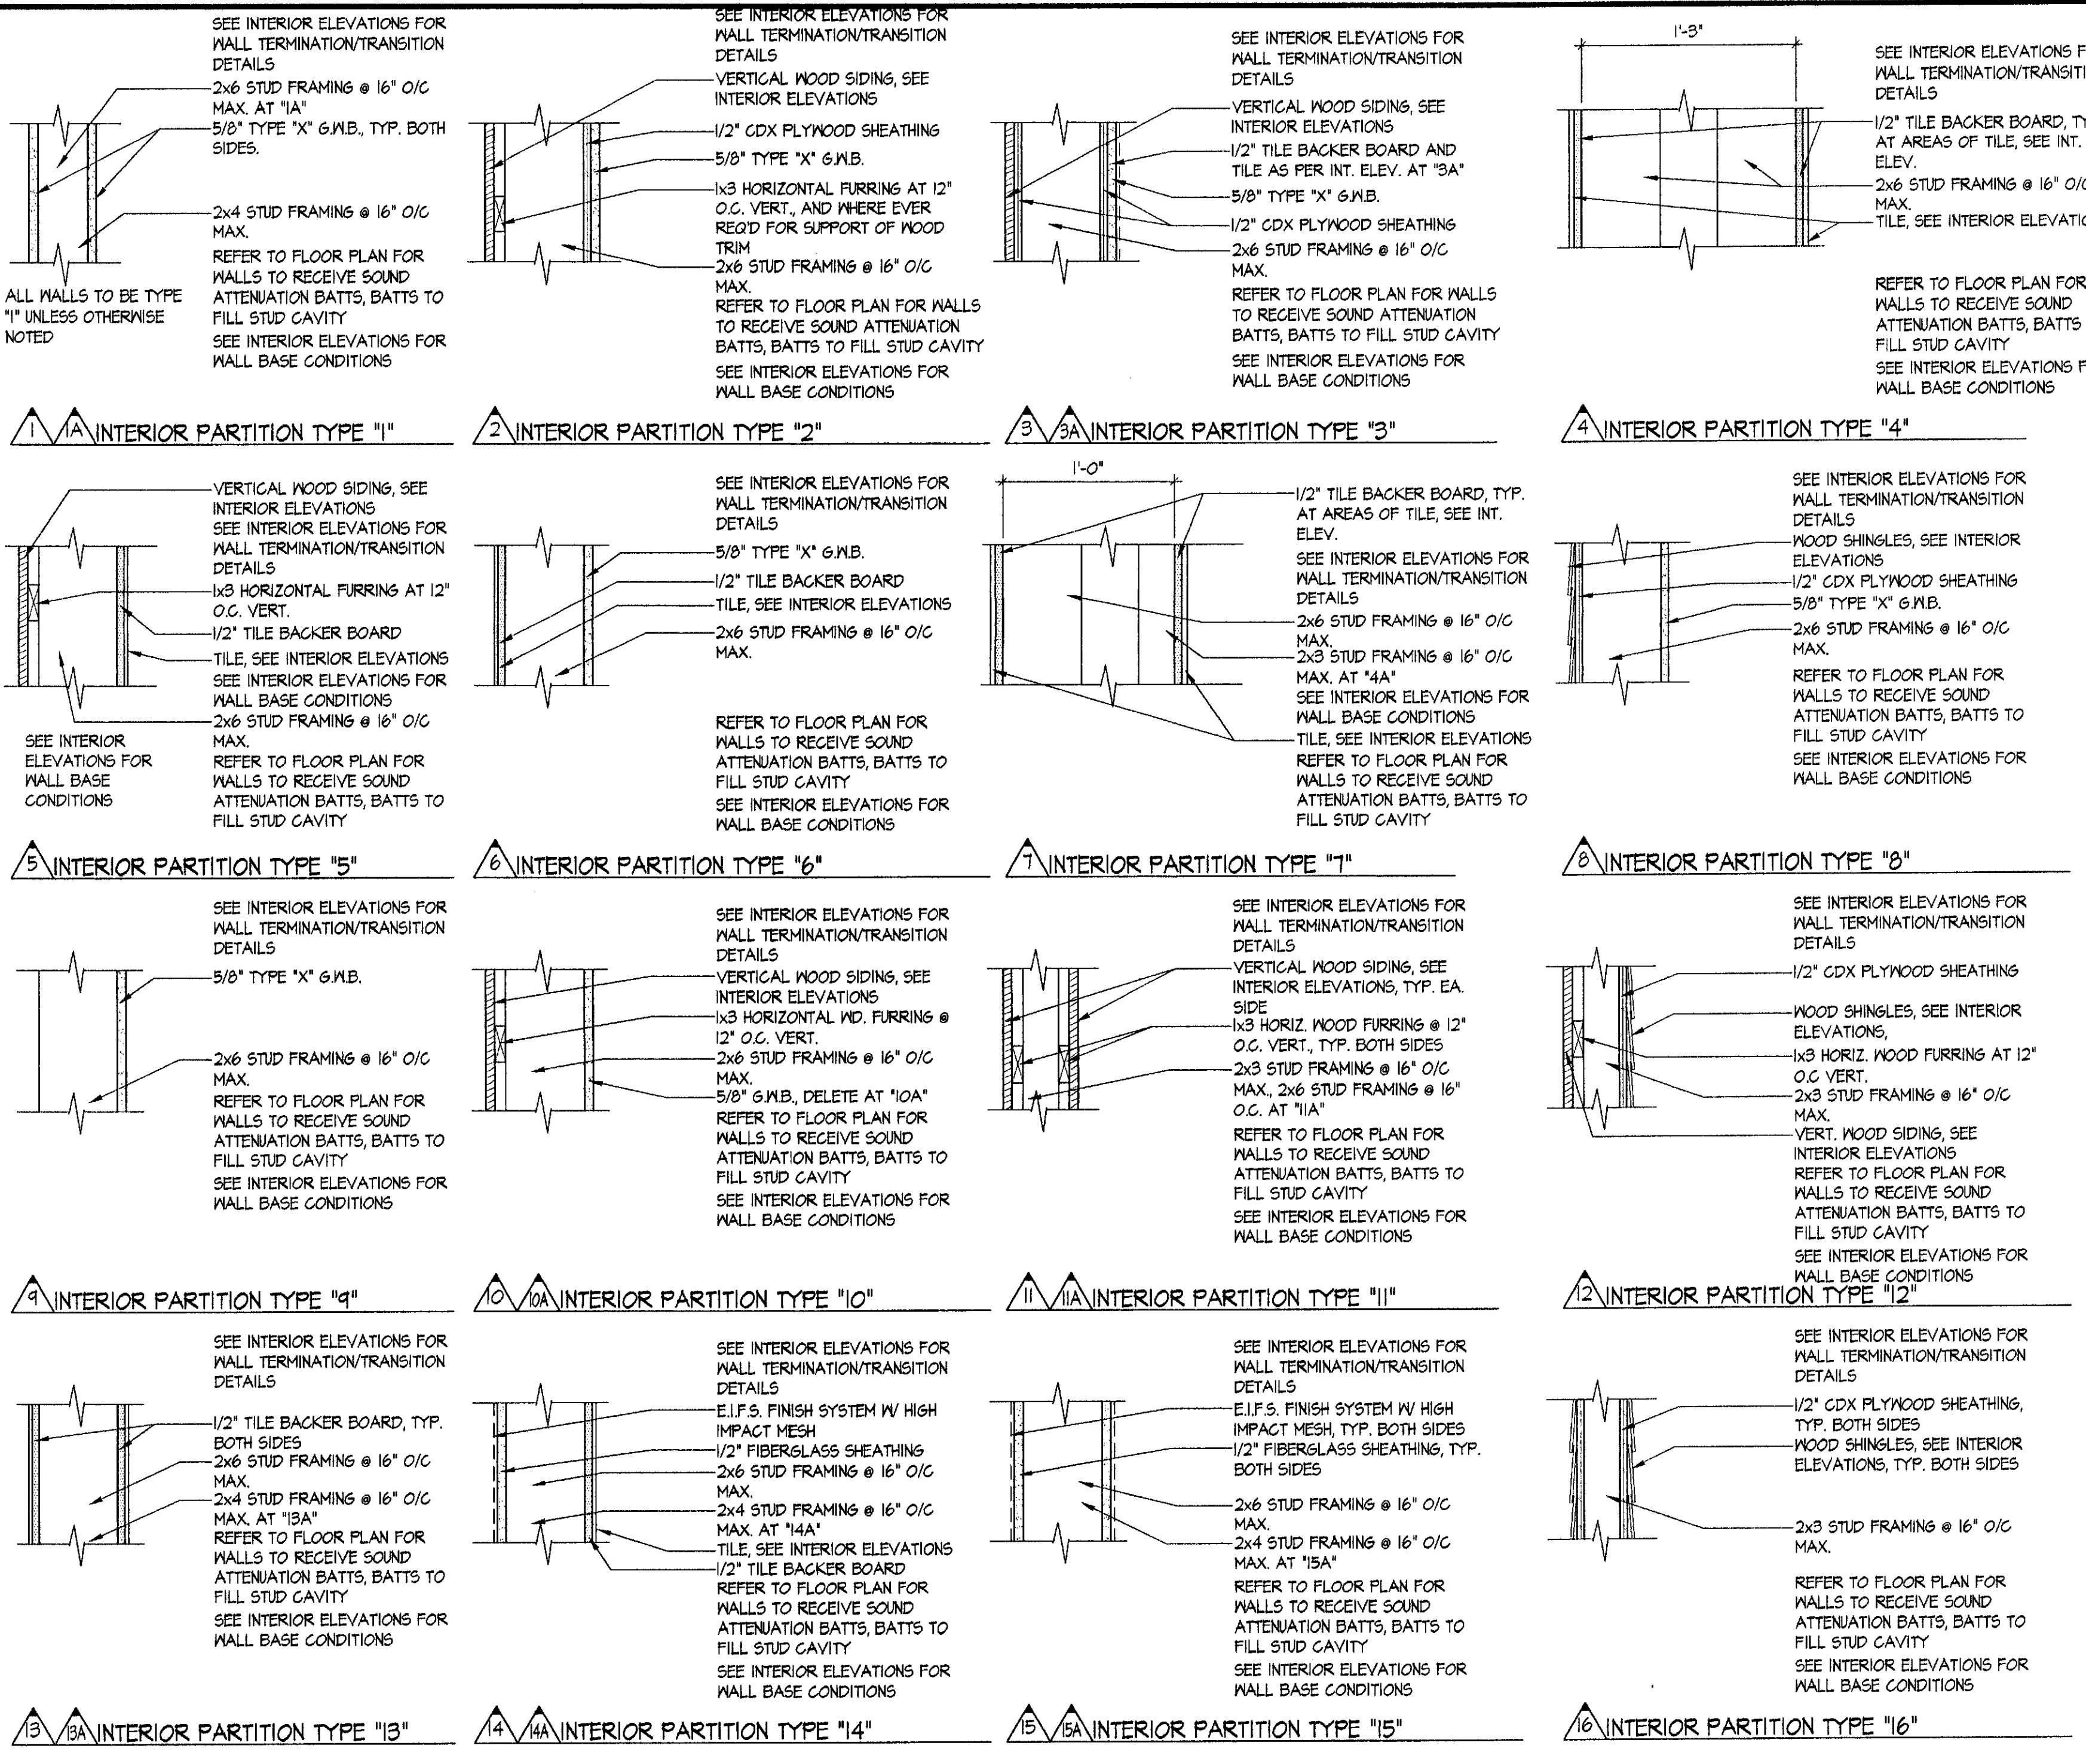 SEE INTERIOR ELEVATIONS FOR
WALL TERMINATION/TRANSITION
DETAILS
2x6 STUD FRAMING @ 16" O/C
MAX. AT "1A"
5/8" TYPE "X" G.W.B., TYP. BOTH
SIDES.
2x4 STUD FRAMING @ 16" O/C
MAX.
REFER TO FLOOR PLAN FOR
WALLS TO RECEIVE SOUND
ATTENUATION BATTS, BATTS TO
FILL STUD CAVITY
SEE INTERIOR ELEVATIONS FOR
WALL BASE CONDITIONS
ALL WALLS TO BE TYPE
"1" UNLESS OTHERWISE
NOTED
1 1A INTERIOR PARTITION TYPE "1"
SEE INTERIOR ELEVATIONS FOR
WALL TERMINATION/TRANSITION
DETAILS
VERTICAL WOOD SIDING, SEE
INTERIOR ELEVATIONS
1/2" CDX PLYWOOD SHEATHING
5/8" TYPE "X" G.W.B.
1x3 HORIZONTAL FURRING AT 12"
O.C. VERT., AND WHERE EVER
REQ'D FOR SUPPORT OF WOOD
TRIM
2x6 STUD FRAMING @ 16" O/C
MAX.
REFER TO FLOOR PLAN FOR WALLS
TO RECEIVE SOUND ATTENUATION
BATTS, BATTS TO FILL STUD CAVITY
SEE INTERIOR ELEVATIONS FOR
WALL BASE CONDITIONS
2 INTERIOR PARTITION TYPE "2"
SEE INTERIOR ELEVATIONS FOR
WALL TERMINATION/TRANSITION
DETAILS
VERTICAL WOOD SIDING, SEE
INTERIOR ELEVATIONS
1/2" TILE BACKER BOARD AND
TILE AS PER INT. ELEV. AT "3A"
5/8" TYPE "X" G.W.B.
1/2" CDX PLYWOOD SHEATHING
2x6 STUD FRAMING @ 16" O/C
MAX.
REFER TO FLOOR PLAN FOR WALLS
TO RECEIVE SOUND ATTENUATION
BATTS, BATTS TO FILL STUD CAVITY
SEE INTERIOR ELEVATIONS FOR
WALL BASE CONDITIONS
3 3A INTERIOR PARTITION TYPE "3"
1'-3"
SEE INTERIOR ELEVATIONS F
WALL TERMINATION/TRANSITI
DETAILS
1/2" TILE BACKER BOARD, TY
AT AREAS OF TILE, SEE INT.
ELEV.
2x6 STUD FRAMING @ 16" O/C
MAX.
TILE, SEE INTERIOR ELEVATIO
REFER TO FLOOR PLAN FOR
WALLS TO RECEIVE SOUND
ATTENUATION BATTS, BATTS
FILL STUD CAVITY
SEE INTERIOR ELEVATIONS F
WALL BASE CONDITIONS
4 INTERIOR PARTITION TYPE "4"
VERTICAL WOOD SIDING, SEE
INTERIOR ELEVATIONS
SEE INTERIOR ELEVATIONS FOR
WALL TERMINATION/TRANSITION
DETAILS
1x3 HORIZONTAL FURRING AT 12"
O.C. VERT.
1/2" TILE BACKER BOARD
TILE, SEE INTERIOR ELEVATIONS
SEE INTERIOR ELEVATIONS FOR
WALL BASE CONDITIONS
2x6 STUD FRAMING @ 16" O/C
MAX.
REFER TO FLOOR PLAN FOR
WALLS TO RECEIVE SOUND
ATTENUATION BATTS, BATTS TO
FILL STUD CAVITY
SEE INTERIOR
ELEVATIONS FOR
WALL BASE
CONDITIONS
5 INTERIOR PARTITION TYPE "5"
SEE INTERIOR ELEVATIONS FOR
WALL TERMINATION/TRANSITION
DETAILS
5/8" TYPE "X" G.W.B.
1/2" TILE BACKER BOARD
TILE, SEE INTERIOR ELEVATIONS
2x6 STUD FRAMING @ 16" O/C
MAX.
REFER TO FLOOR PLAN FOR
WALLS TO RECEIVE SOUND
ATTENUATION BATTS, BATTS TO
FILL STUD CAVITY
SEE INTERIOR ELEVATIONS FOR
WALL BASE CONDITIONS
6 INTERIOR PARTITION TYPE "6"
1'-0"
1/2" TILE BACKER BOARD, TYP.
AT AREAS OF TILE, SEE INT.
ELEV.
SEE INTERIOR ELEVATIONS FOR
WALL TERMINATION/TRANSITION
DETAILS
2x6 STUD FRAMING @ 16" O/C
MAX.
2x3 STUD FRAMING @ 16" O/C
MAX. AT "4A"
SEE INTERIOR ELEVATIONS FOR
WALL BASE CONDITIONS
TILE, SEE INTERIOR ELEVATIONS
REFER TO FLOOR PLAN FOR
WALLS TO RECEIVE SOUND
ATTENUATION BATTS, BATTS TO
FILL STUD CAVITY
7 INTERIOR PARTITION TYPE "7"
SEE INTERIOR ELEVATIONS FOR
WALL TERMINATION/TRANSITION
DETAILS
WOOD SHINGLES, SEE INTERIOR
ELEVATIONS
1/2" CDX PLYWOOD SHEATHING
5/8" TYPE "X" G.W.B.
2x6 STUD FRAMING @ 16" O/C
MAX.
REFER TO FLOOR PLAN FOR
WALLS TO RECEIVE SOUND
ATTENUATION BATTS, BATTS TO
FILL STUD CAVITY
SEE INTERIOR ELEVATIONS FOR
WALL BASE CONDITIONS
8 INTERIOR PARTITION TYPE "8"
SEE INTERIOR ELEVATIONS FOR
WALL TERMINATION/TRANSITION
DETAILS
5/8" TYPE "X" G.W.B.
2x6 STUD FRAMING @ 16" O/C
MAX.
REFER TO FLOOR PLAN FOR
WALLS TO RECEIVE SOUND
ATTENUATION BATTS, BATTS TO
FILL STUD CAVITY
SEE INTERIOR ELEVATIONS FOR
WALL BASE CONDITIONS
9 INTERIOR PARTITION TYPE "9"
SEE INTERIOR ELEVATIONS FOR
WALL TERMINATION/TRANSITION
DETAILS
VERTICAL WOOD SIDING, SEE
INTERIOR ELEVATIONS
1x3 HORIZONTAL WD. FURRING @
12" O.C. VERT.
2x6 STUD FRAMING @ 16" O/C
MAX.
5/8" G.W.B., DELETE AT "10A"
REFER TO FLOOR PLAN FOR
WALLS TO RECEIVE SOUND
ATTENUATION BATTS, BATTS TO
FILL STUD CAVITY
SEE INTERIOR ELEVATIONS FOR
WALL BASE CONDITIONS
10 10A INTERIOR PARTITION TYPE "10"
SEE INTERIOR ELEVATIONS FOR
WALL TERMINATION/TRANSITION
DETAILS
VERTICAL WOOD SIDING, SEE
INTERIOR ELEVATIONS, TYP. EA.
SIDE
1x3 HORIZ. WOOD FURRING @ 12"
O.C. VERT., TYP. BOTH SIDES
2x3 STUD FRAMING @ 16" O/C
MAX., 2x6 STUD FRAMING @ 16"
O.C. AT "11A"
REFER TO FLOOR PLAN FOR
WALLS TO RECEIVE SOUND
ATTENUATION BATTS, BATTS TO
FILL STUD CAVITY
SEE INTERIOR ELEVATIONS FOR
WALL BASE CONDITIONS
11 11A INTERIOR PARTITION TYPE "11"
SEE INTERIOR ELEVATIONS FOR
WALL TERMINATION/TRANSITION
DETAILS
1/2" CDX PLYWOOD SHEATHING
WOOD SHINGLES, SEE INTERIOR
ELEVATIONS,
1x3 HORIZ. WOOD FURRING AT 12"
O.C VERT.
2x3 STUD FRAMING @ 16" O/C
MAX.
VERT. WOOD SIDING, SEE
INTERIOR ELEVATIONS
REFER TO FLOOR PLAN FOR
WALLS TO RECEIVE SOUND
ATTENUATION BATTS, BATTS TO
FILL STUD CAVITY
SEE INTERIOR ELEVATIONS FOR
WALL BASE CONDITIONS
12 INTERIOR PARTITION TYPE "12"
SEE INTERIOR ELEVATIONS FOR
WALL TERMINATION/TRANSITION
DETAILS
1/2" TILE BACKER BOARD, TYP.
BOTH SIDES
2x6 STUD FRAMING @ 16" O/C
MAX.
2x4 STUD FRAMING @ 16" O/C
MAX. AT "13A"
REFER TO FLOOR PLAN FOR
WALLS TO RECEIVE SOUND
ATTENUATION BATTS, BATTS TO
FILL STUD CAVITY
SEE INTERIOR ELEVATIONS FOR
WALL BASE CONDITIONS
13 13A INTERIOR PARTITION TYPE "13"
SEE INTERIOR ELEVATIONS FOR
WALL TERMINATION/TRANSITION
DETAILS
E.I.F.S. FINISH SYSTEM W/ HIGH
IMPACT MESH
1/2" FIBERGLASS SHEATHING
2x6 STUD FRAMING @ 16" O/C
MAX.
2x4 STUD FRAMING @ 16" O/C
MAX. AT "14A"
TILE, SEE INTERIOR ELEVATIONS
1/2" TILE BACKER BOARD
REFER TO FLOOR PLAN FOR
WALLS TO RECEIVE SOUND
ATTENUATION BATTS, BATTS TO
FILL STUD CAVITY
SEE INTERIOR ELEVATIONS FOR
WALL BASE CONDITIONS
14 14A INTERIOR PARTITION TYPE "14"
SEE INTERIOR ELEVATIONS FOR
WALL TERMINATION/TRANSITION
DETAILS
E.I.F.S. FINISH SYSTEM W/ HIGH
IMPACT MESH, TYP. BOTH SIDES
1/2" FIBERGLASS SHEATHING, TYP.
BOTH SIDES
2x6 STUD FRAMING @ 16" O/C
MAX.
2x4 STUD FRAMING @ 16" O/C
MAX. AT "15A"
REFER TO FLOOR PLAN FOR
WALLS TO RECEIVE SOUND
ATTENUATION BATTS, BATTS TO
FILL STUD CAVITY
SEE INTERIOR ELEVATIONS FOR
WALL BASE CONDITIONS
15 15A INTERIOR PARTITION TYPE "15"
SEE INTERIOR ELEVATIONS FOR
WALL TERMINATION/TRANSITION
DETAILS
1/2" CDX PLYWOOD SHEATHING,
TYP. BOTH SIDES
WOOD SHINGLES, SEE INTERIOR
ELEVATIONS, TYP. BOTH SIDES
2x3 STUD FRAMING @ 16" O/C
MAX.
REFER TO FLOOR PLAN FOR
WALLS TO RECEIVE SOUND
ATTENUATION BATTS, BATTS TO
FILL STUD CAVITY
SEE INTERIOR ELEVATIONS FOR
WALL BASE CONDITIONS
16 INTERIOR PARTITION TYPE "16"